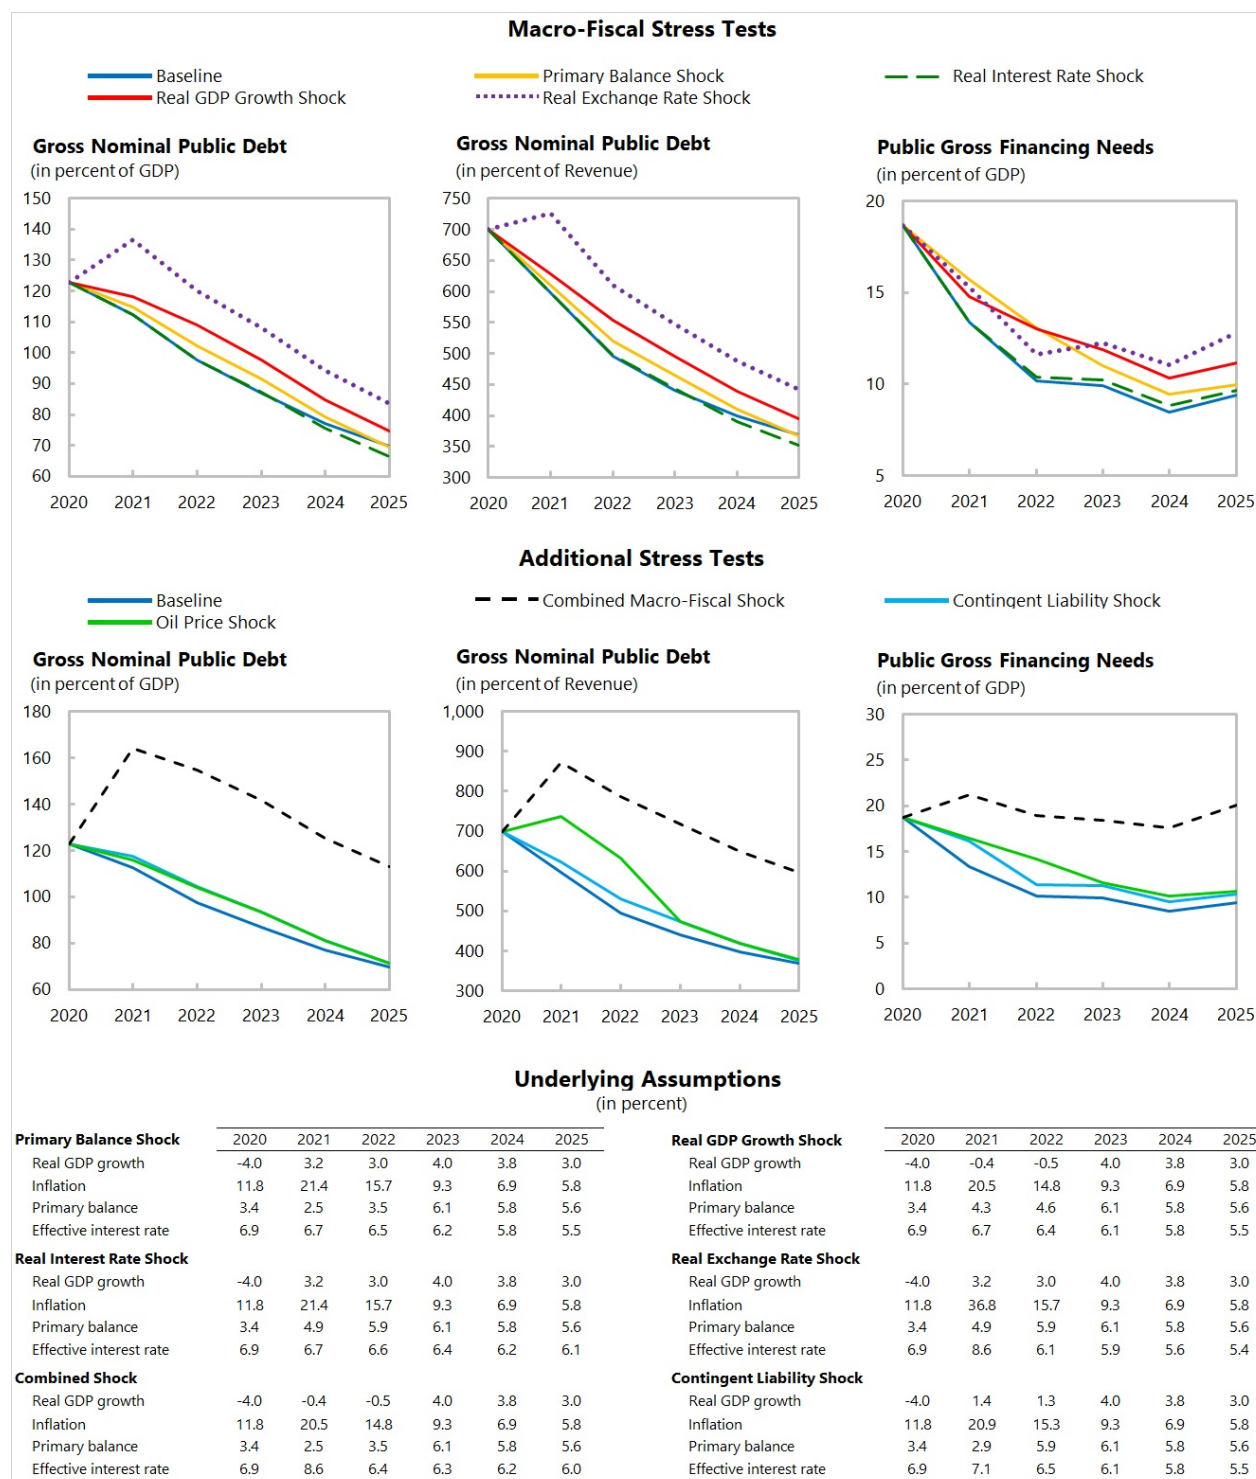 Macro-Fiscal Stress Tests
Baseline
Primary Balance Shock
Real Interest Rate Shock
Real GDP Growth Shock
Real Exchange Rate Shock
Gross Nominal Public Debt
(in percent of GDP)
150
140
130
120
110
100
90
80
70
60
2020 2021 2022 2023 2024 2025
Gross Nominal Public Debt
(in percent of Revenue)
750
700
650
600
550
500
450
400
350
300
2020 2021 2022 2023 2024 2025
Public Gross Financing Needs
(in percent of GDP)
20
15
10
5
2020 2021 2022 2023 2024 2025
Additional Stress Tests
Baseline
Combined Macro-Fiscal Shock
Contingent Liability Shock
Oil Price Shock
Gross Nominal Public Debt
(in percent of GDP)
180
160
140
120
100
80
60
2020 2021 2022 2023 2024 2025
Gross Nominal Public Debt
(in percent of Revenue)
1,000
900
800
700
600
500
400
300
2020 2021 2022 2023 2024 2025
Public Gross Financing Needs
(in percent of GDP)
30
25
20
15
10
5
0
2020 2021 2022 2023 2024 2025
Underlying Assumptions
(in percent)
Primary Balance Shock 2020 2021 2022 2023 2024 2025
Real GDP growth -4.0 3.2 3.0 4.0 3.8 3.0
Inflation 11.8 21.4 15.7 9.3 6.9 5.8
Primary balance 3.4 2.5 3.5 6.1 5.8 5.6
Effective interest rate 6.9 6.7 6.5 6.2 5.8 5.5
Real Interest Rate Shock
Real GDP growth -4.0 3.2 3.0 4.0 3.8 3.0
Inflation 11.8 21.4 15.7 9.3 6.9 5.8
Primary balance 3.4 4.9 5.9 6.1 5.8 5.6
Effective interest rate 6.9 6.7 6.6 6.4 6.2 6.1
Combined Shock
Real GDP growth -4.0 -0.4 -0.5 4.0 3.8 3.0
Inflation 11.8 20.5 14.8 9.3 6.9 5.8
Primary balance 3.4 2.5 3.5 6.1 5.8 5.6
Effective interest rate 6.9 8.6 6.4 6.3 6.2 6.0
Real GDP Growth Shock 2020 2021 2022 2023 2024 2025
Real GDP growth -4.0 -0.4 -0.5 4.0 3.8 3.0
Inflation 11.8 20.5 14.8 9.3 6.9 5.8
Primary balance 3.4 4.3 4.6 6.1 5.8 5.6
Effective interest rate 6.9 6.7 6.4 6.1 5.8 5.5
Real Exchange Rate Shock
Real GDP growth -4.0 3.2 3.0 4.0 3.8 3.0
Inflation 11.8 36.8 15.7 9.3 6.9 5.8
Primary balance 3.4 4.9 5.9 6.1 5.8 5.6
Effective interest rate 6.9 8.6 6.1 5.9 5.6 5.4
Contingent Liability Shock
Real GDP growth -4.0 1.4 1.3 4.0 3.8 3.0
Inflation 11.8 20.9 15.3 9.3 6.9 5.8
Primary balance 3.4 2.9 5.9 6.1 5.8 5.6
Effective interest rate 6.9 7.1 6.5 6.1 5.8 5.5